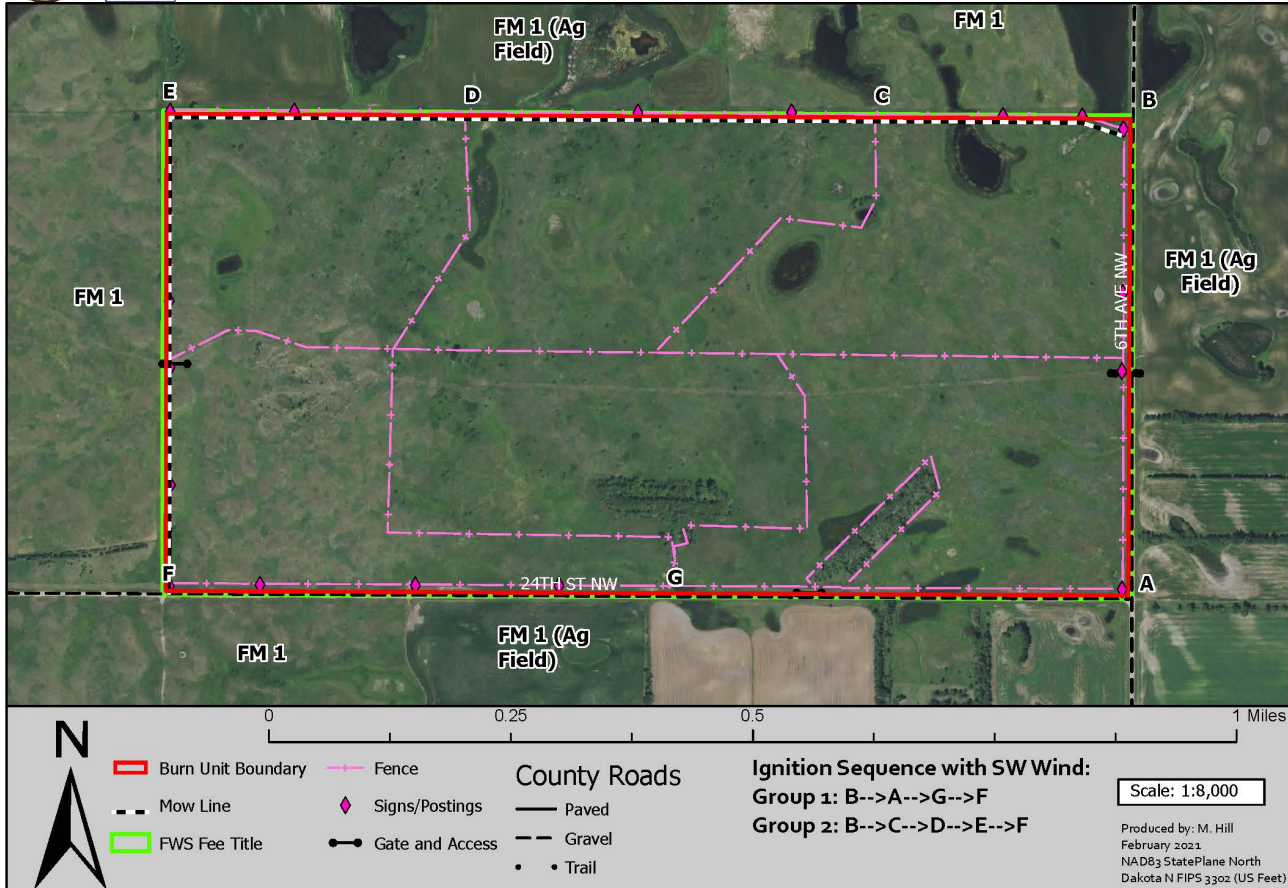 FM 1
FM 1 (Ag
Field)
E
D
C
B
FM 1
6TH AVE NW
FM 1 (Ag
Field)
F
24TH ST NW
G
A
FM 1
FM 1 (Ag
Field)
0
0.25
0.5
1 Miles
N
Burn Unit Boundary
Mow Line
FWS Fee Title
Fence
Signs/Postings
Gate and Access
County Roads
Paved
Gravel
Trail
Ignition Sequence with SW Wind:
Group 1: B-->A-->G-->F
Group 2: B-->C-->D-->E-->F
Scale: 1:8,000
Produced by: M. Hill
February 2021
NAD83 StatePlane North
Dakota N FIPS 3302 (US Feet)